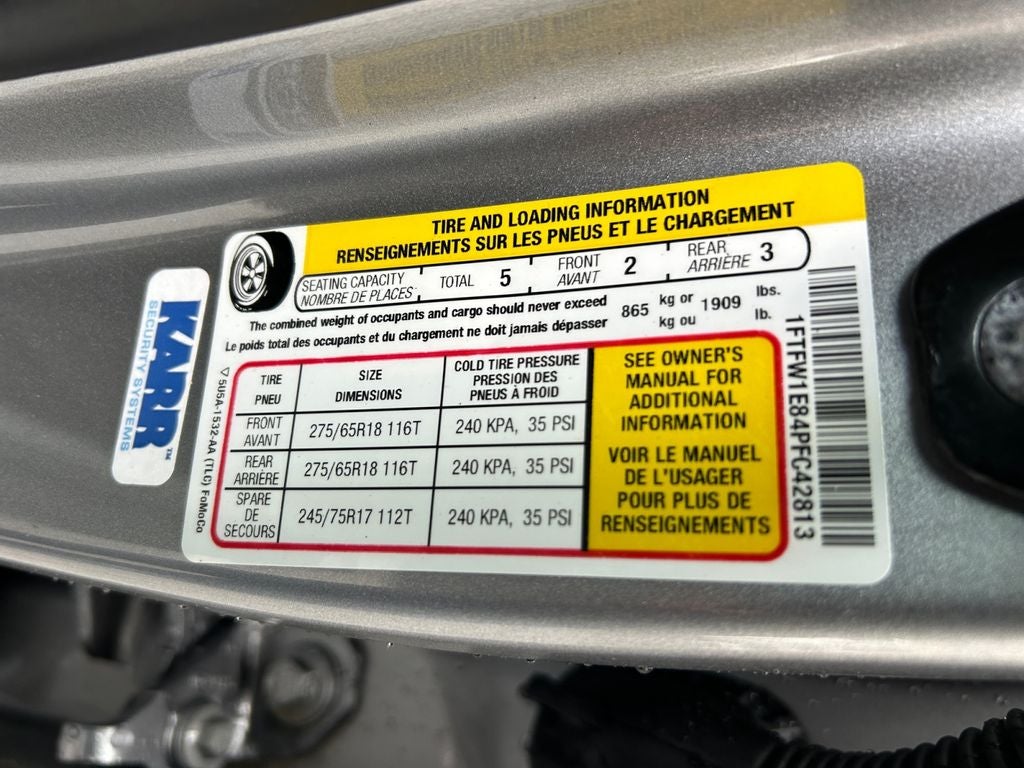 TIRE AND LOADING INFORMATION
RENSEIGNEMENTS SUR LES PNEUS ET LE CHARGEMENT
SEATING CAPACITY
NOMBRE DE PLACES
TOTAL 5
FRONT
AVANT
2
REAR
ARRIÈRE
3
The combined weight of occupants and cargo should never exceed 865 kg or 1909 lbs.
Le poids total des occupants et du chargement ne doit jamais dépasser kg ou lb.
TIRE
PNEU
SIZE
DIMENSIONS
COLD TIRE PRESSURE
PRESSION DES
PNEUS À FROID
FRONT
AVANT
275/65R18 116T
240 KPA, 35 PSI
REAR
ARRIÈRE
275/65R18 116T
240 KPA, 35 PSI
SPARE
DE
SECOURS
245/75R17 112T
240 KPA, 35 PSI
SEE OWNER'S
MANUAL FOR
ADDITIONAL
INFORMATION
VOIR LE MANUEL
DE L'USAGER
POUR PLUS DE
RENSEIGNEMENTS
1FTFW1E84PFC42813
▽ 5U5A-1532-AA (TLC) FoMoCo
KARR™
SECURITY SYSTEMS